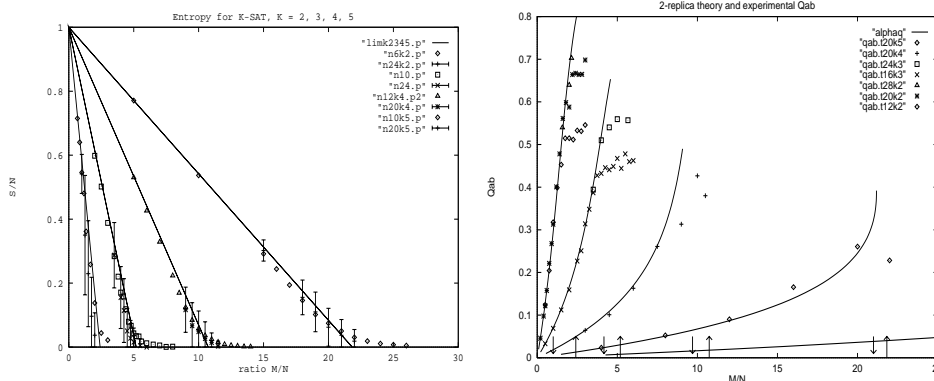 Entropy for K-SAT, K = 2, 3, 4, 5
"limk2345.p"
"n6k2.p"
"n24k2.p"
"n10.p"
"n24.p"
"n12k4.p2"
"n20k4.p"
"n10k5.p"
"n20k5.p"
S/N
1
0.8
0.6
0.4
0.2
0
0 5 10 15 20 25 30
ratio M/N
2-replica theory and experimental Qab
"alphaq"
"qab.t20k5"
"qab.t20k4"
"qab.t24k3"
"qab.t16k3"
"qab.t28k2"
"qab.t20k2"
"qab.t12k2"
Qab
0.8
0.7
0.6
0.5
0.4
0.3
0.2
0.1
0
0 5 10 15 20 25
M/N